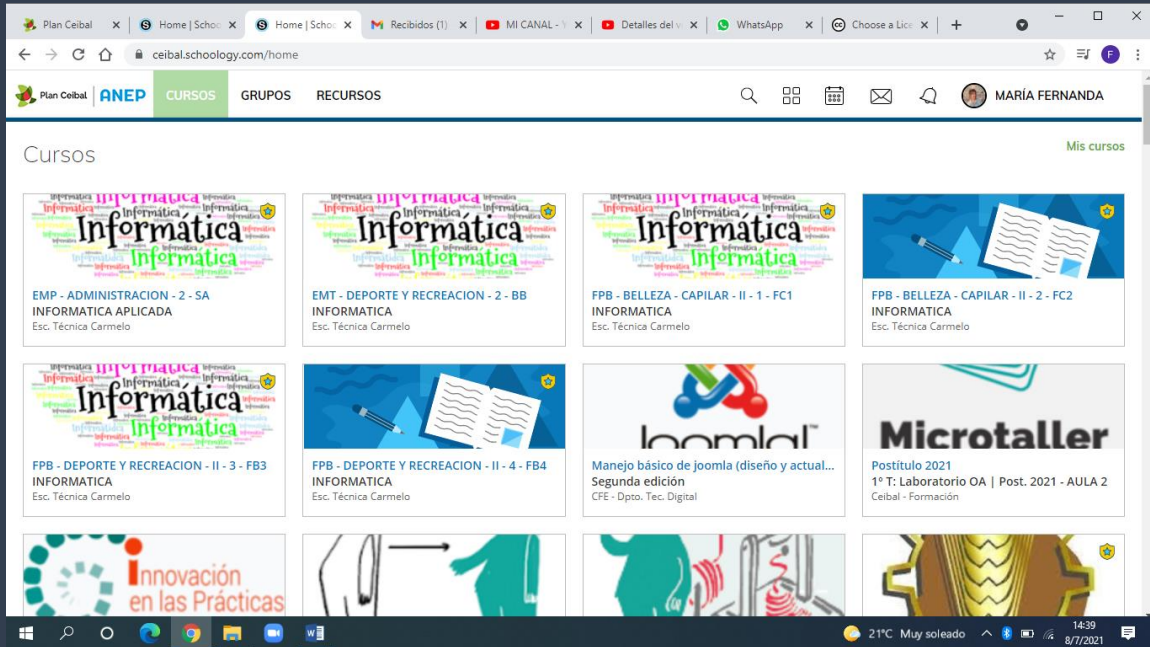 Plan Ceibal
Home | Schoo
Home | Schoo
Recibidos (1)
MI CANAL - Y
Detalles del v
WhatsApp
Choose a Lice
ceibal.schoology.com/home
F
Plan Ceibal ANEP CURSOS GRUPOS RECURSOS MARÍA FERNANDA
Cursos
Mis cursos
Informática
Informática
EMP - ADMINISTRACION - 2 - SA
INFORMATICA APLICADA
Esc. Técnica Carmelo
Informática
Informática
EMT - DEPORTE Y RECREACION - 2 - BB
INFORMATICA
Esc. Técnica Carmelo
Informática
Informática
FPB - BELLEZA - CAPILAR - II - 1 - FC1
INFORMATICA
Esc. Técnica Carmelo
FPB - BELLEZA - CAPILAR - II - 2 - FC2
INFORMATICA
Esc. Técnica Carmelo
Informática
Informática
FPB - DEPORTE Y RECREACION - II - 3 - FB3
INFORMATICA
Esc. Técnica Carmelo
FPB - DEPORTE Y RECREACION - II - 4 - FB4
INFORMATICA
Esc. Técnica Carmelo
Joomla!™
Manejo básico de joomla (diseño y actual...
Segunda edición
CFE - Dpto. Tec. Digital
Microtaller
Postítulo 2021
1º T: Laboratorio OA | Post. 2021 - AULA 2
Ceibal - Formación
Innovación
en las Prácticas
21°C Muy soleado
14:39
8/7/2021